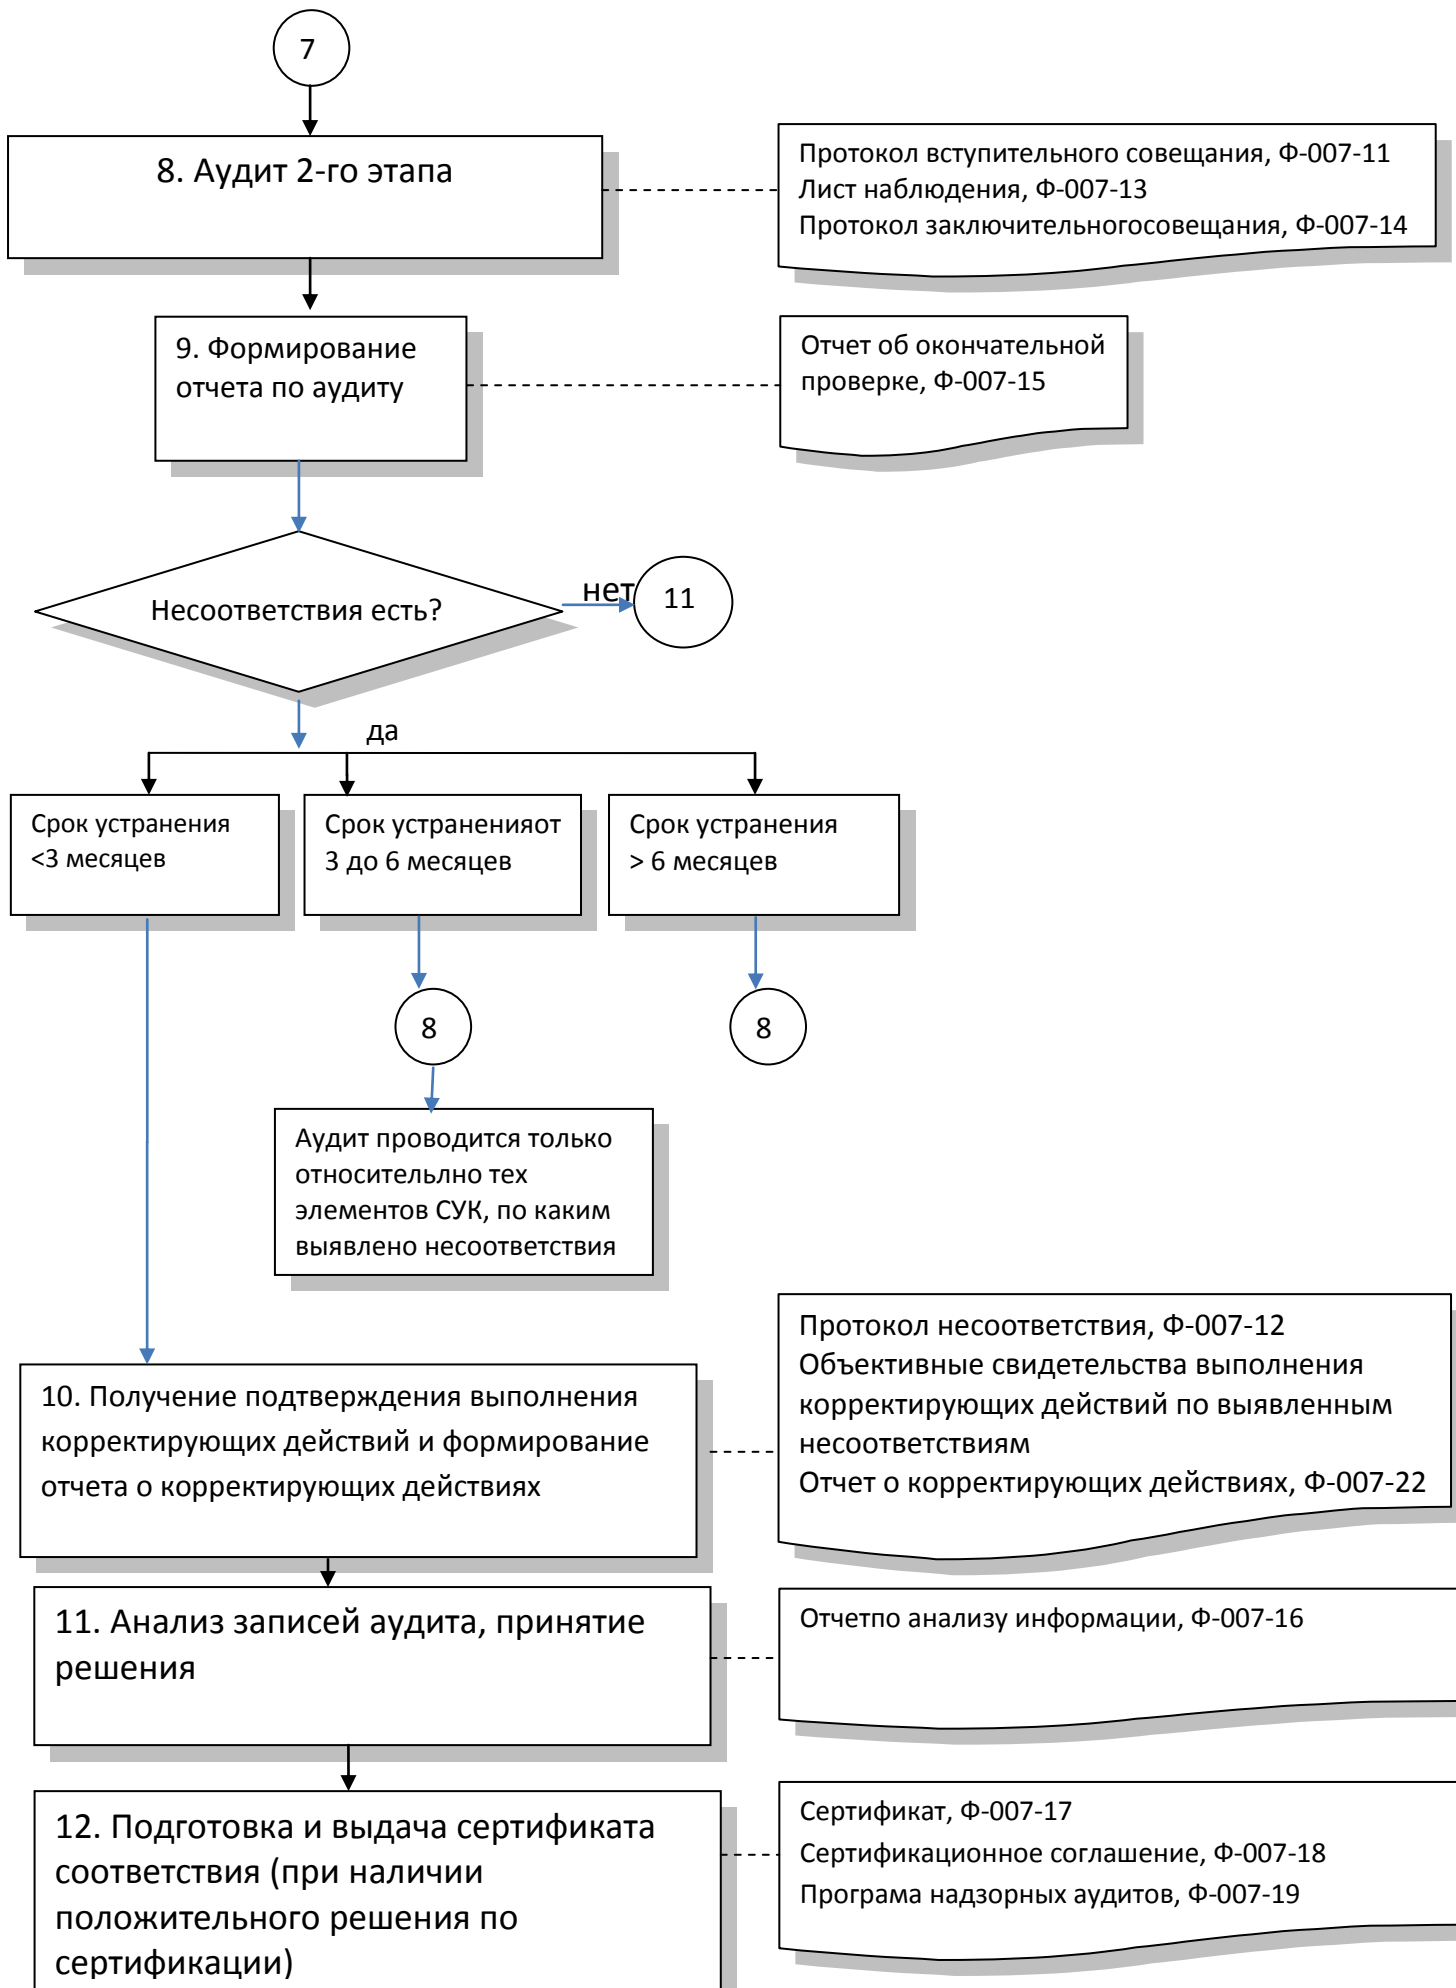 7
8. Аудит 2-го этапа
Протокол вступительного совещания, Ф-007-11
Лист наблюдения, Ф-007-13
Протокол заключительногосовещания, Ф-007-14
9. Формирование
отчета по аудиту
Отчет об окончательной
проверке, Ф-007-15
Несоответствия есть?
нет
11
да
Срок устранения
<3 месяцев
Срок устраненияот
3 до 6 месяцев
Срок устранения
> 6 месяцев
8
8
Аудит проводится только
относительлно тех
элементов СУК, по каким
выявлено несоответствия
10. Получение подтверждения выполнения
корректирующих действий и формирование
отчета о корректирующих действиях
Протокол несоответствия, Ф-007-12
Объективные свидетельства выполнения
корректирующих действий по выявленным
несоответствиям
Отчет о корректирующих действиях, Ф-007-22
11. Анализ записей аудита, принятие
решения
Отчетпо анализу информации, Ф-007-16
12. Подготовка и выдача сертификата
соответствия (при наличии
положительного решения по
сертификации)
Сертификат, Ф-007-17
Сертификационное соглашение, Ф-007-18
Програма надзорных аудитов, Ф-007-19